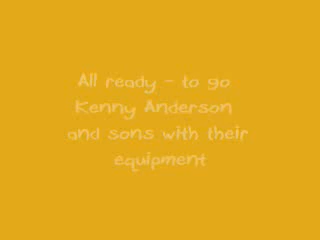 All ready - to go
Kenny Anderson
and sons with their
equipment